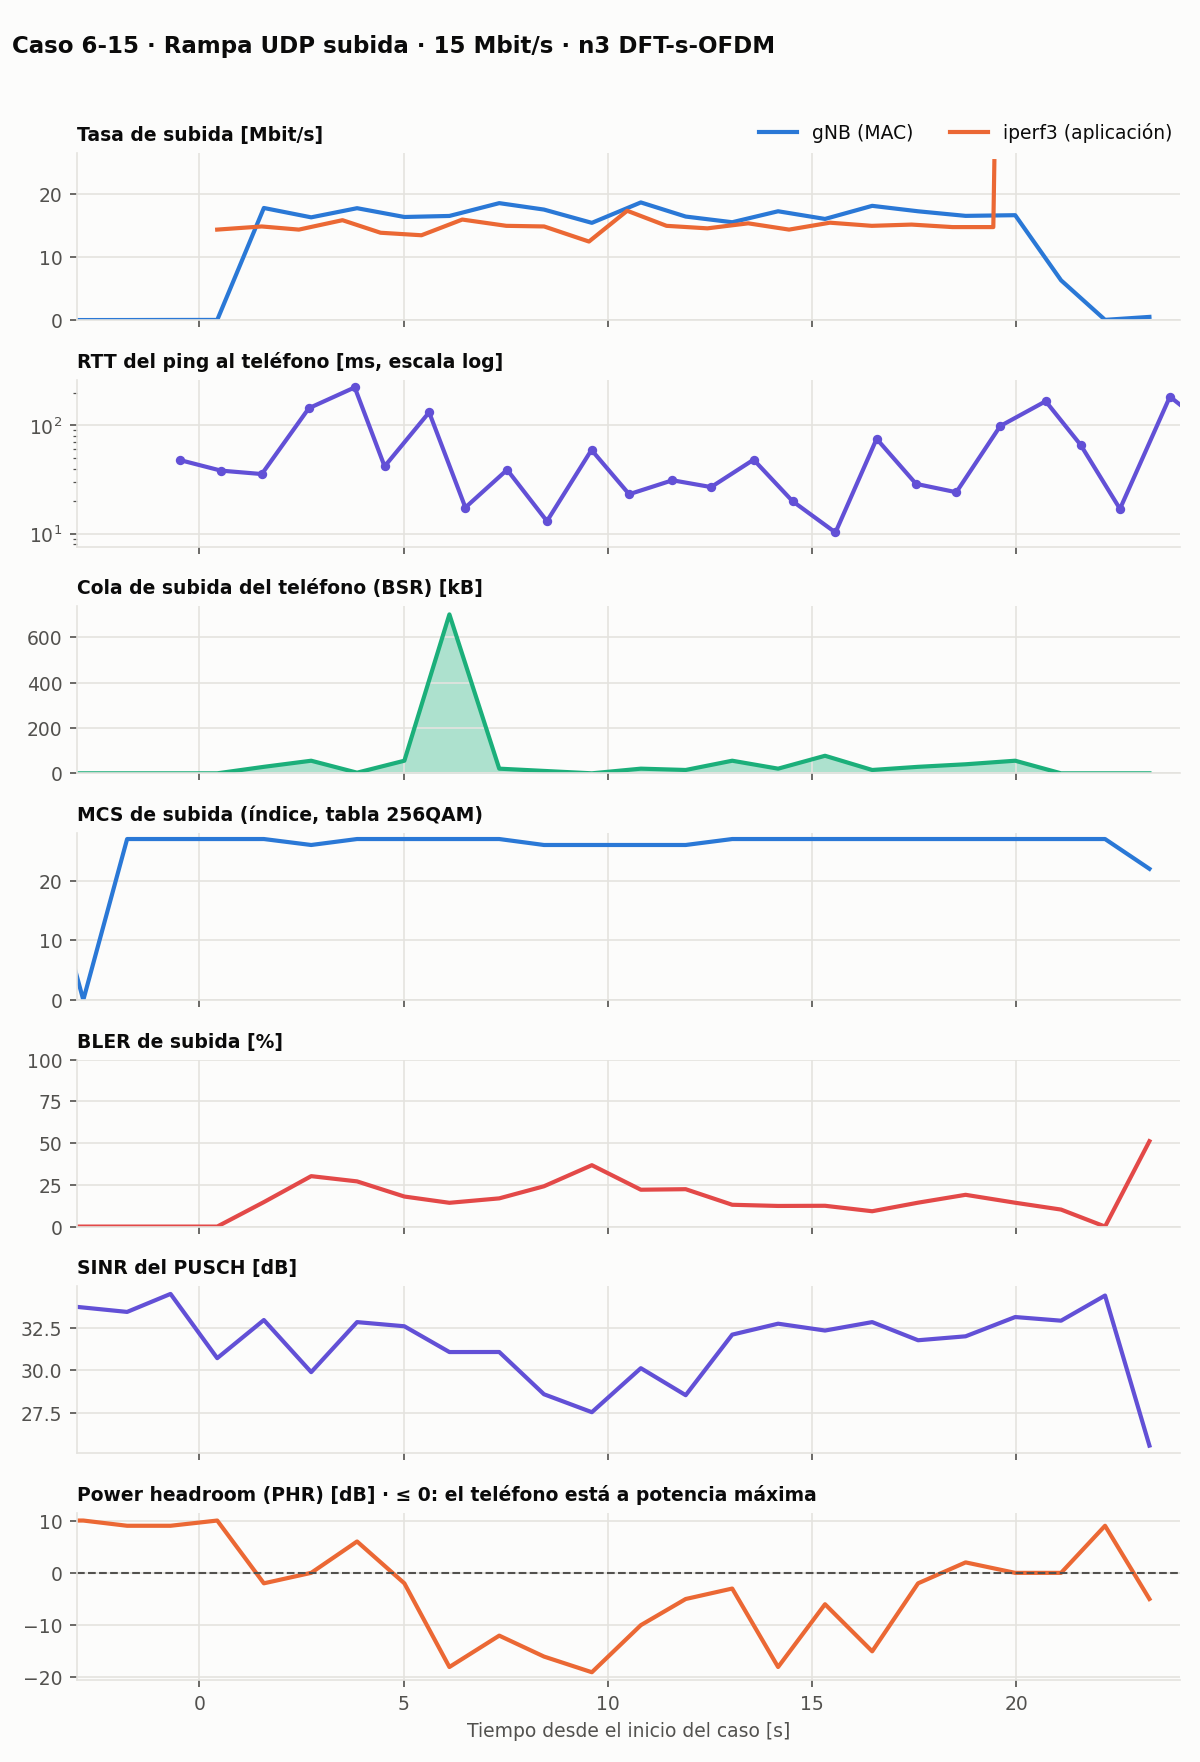 Caso 6-15 · Rampa UDP subida · 15 Mbit/s · n3 DFT-s-OFDM
Tasa de subida [Mbit/s]
gNB (MAC)
iperf3 (aplicación)
20
10
0
RTT del ping al teléfono [ms, escala log]
10²
10¹
Cola de subida del teléfono (BSR) [kB]
600
400
200
0
MCS de subida (índice, tabla 256QAM)
20
10
0
BLER de subida [%]
100
75
50
25
0
SINR del PUSCH [dB]
32.5
30.0
27.5
Power headroom (PHR) [dB] · ≤ 0: el teléfono está a potencia máxima
10
0
−10
−20
0
5
10
15
20
Tiempo desde el inicio del caso [s]